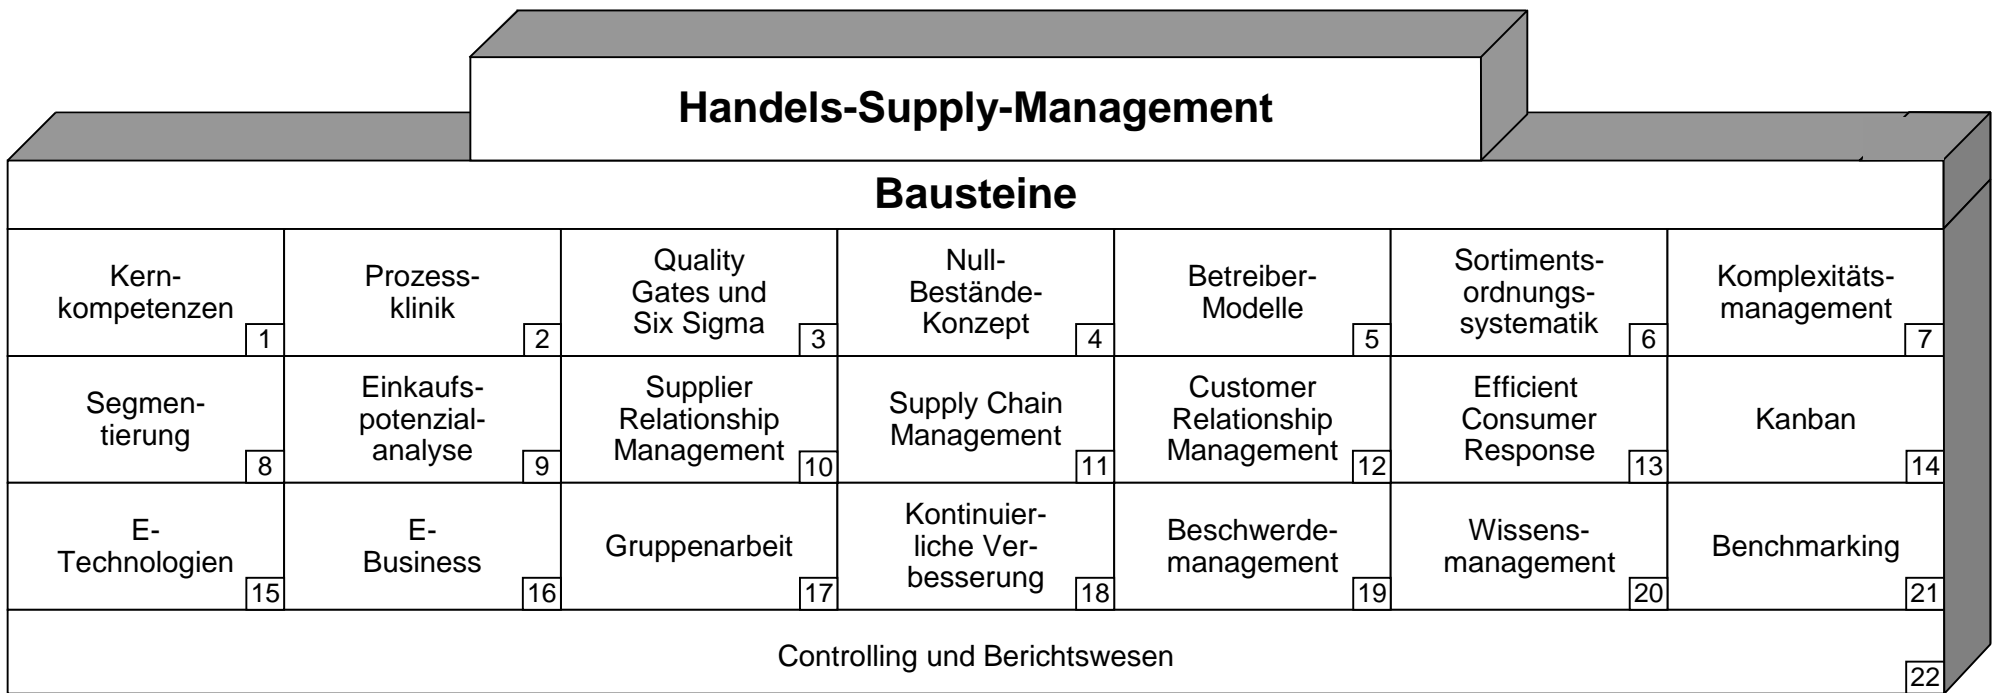 Handels-Supply-Management
Bausteine
Kern-
kompetenzen
1
Prozess-
klinik
2
Quality
Gates und
Six Sigma
3
Null-
Bestände-
Konzept
4
Betreiber-
Modelle
5
Sortiments-
ordnungs-
systematik
6
Komplexitäts-
management
7
Segmen-
tierung
8
Einkaufs-
potenzial-
analyse
9
Supplier
Relationship
Management
10
Supply Chain
Management
11
Customer
Relationship
Management
12
Efficient
Consumer
Response
13
Kanban
14
E-
Technologien
15
E-
Business
16
Gruppenarbeit
17
Kontinuier-
liche Ver-
besserung
18
Beschwerde-
management
19
Wissens-
management
20
Benchmarking
21
Controlling und Berichtswesen
22